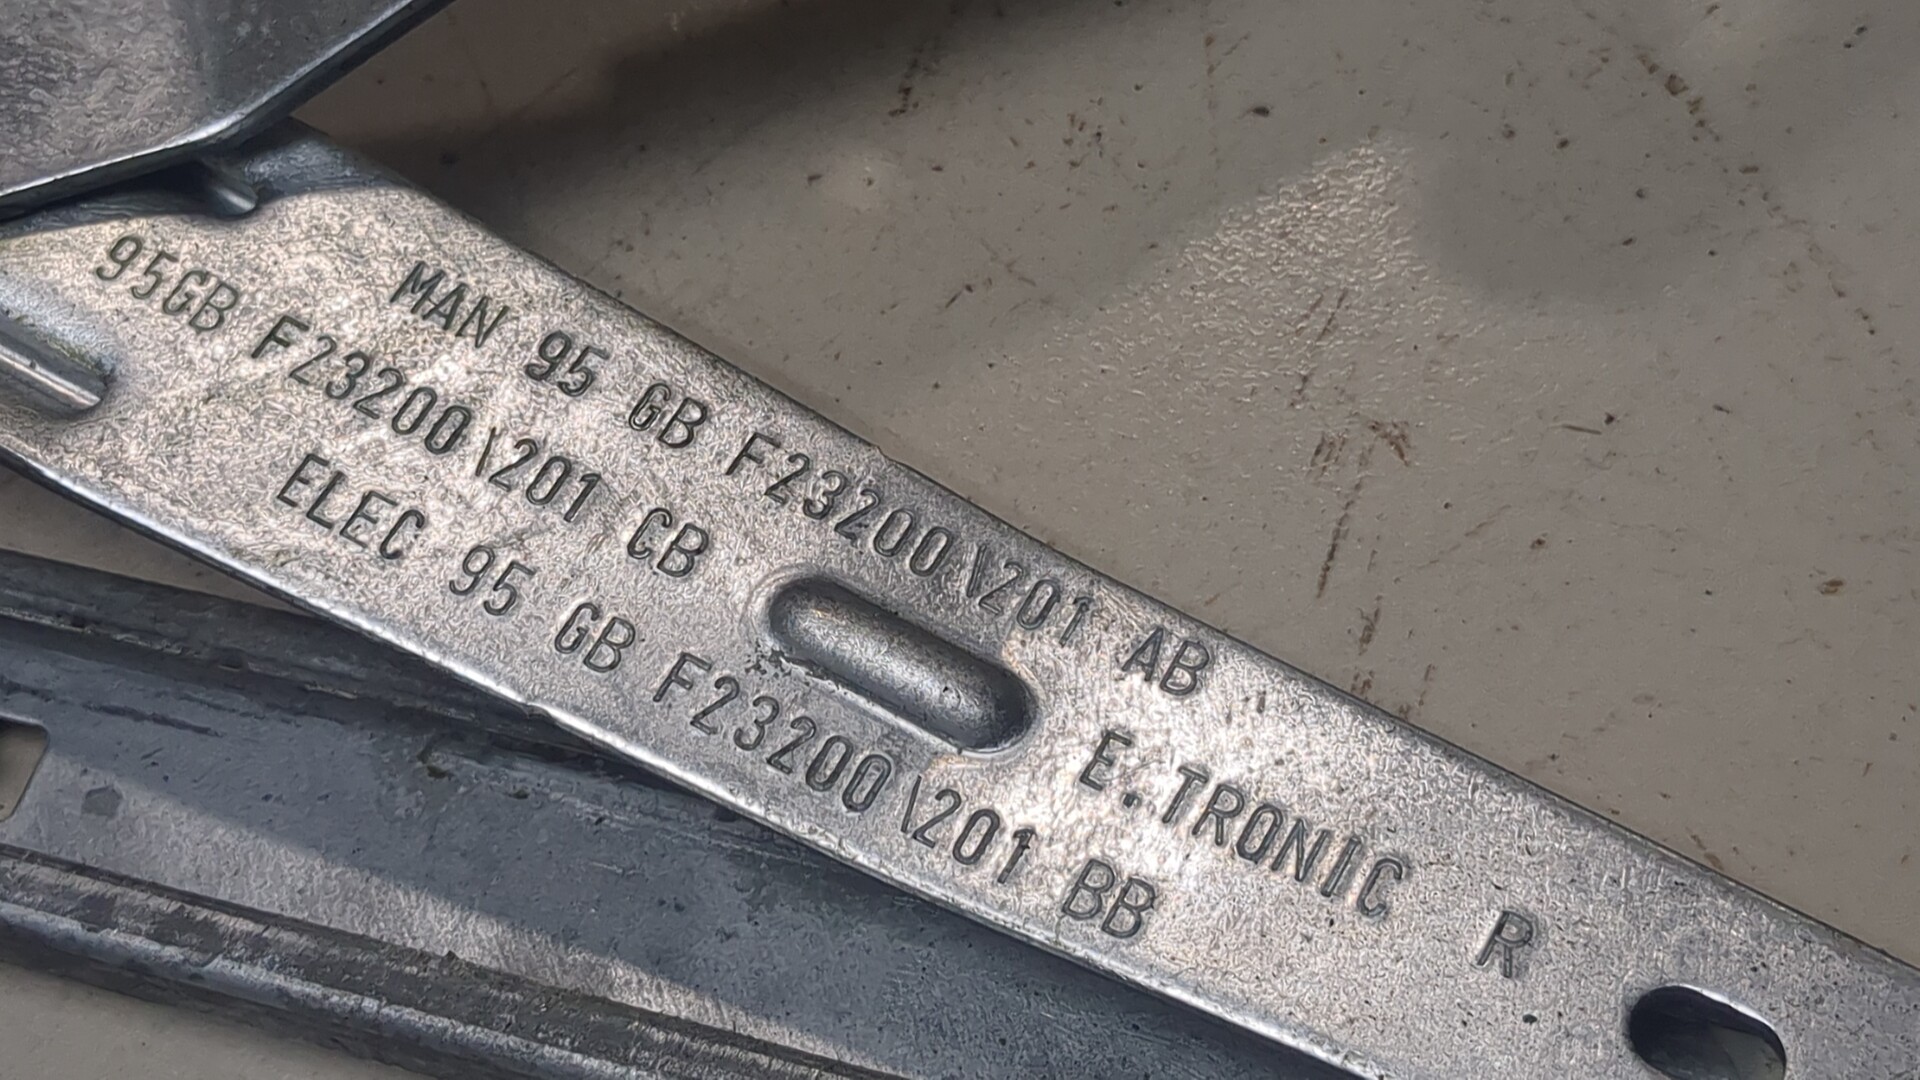 MAN 95 GB F23200\201 AB
95GB F23200\201 CB
ELEC 95 GB F23200\201 BB
E.TRONIC R